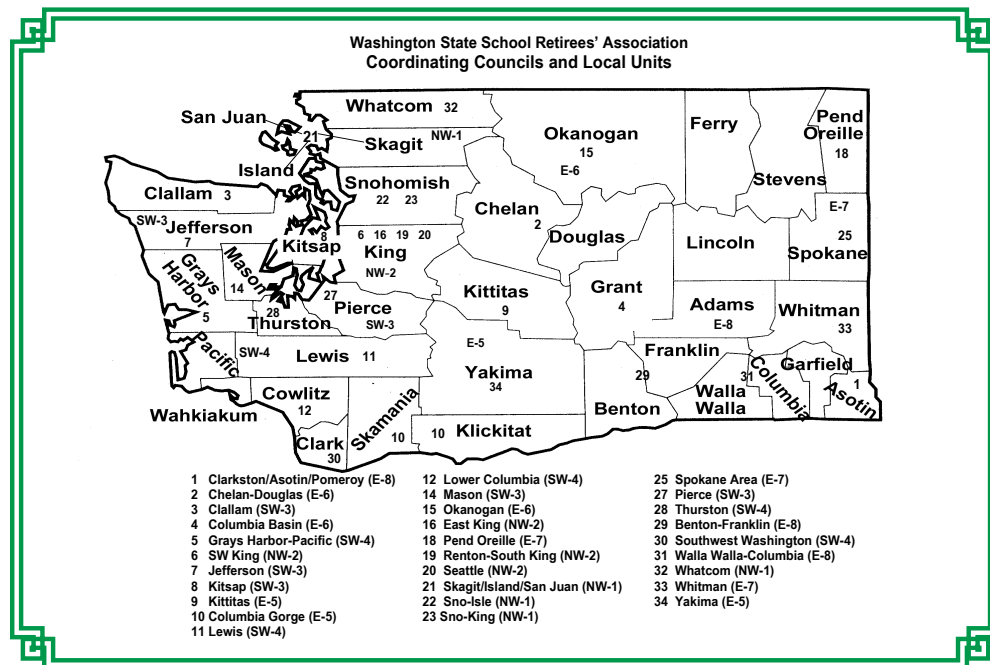 Washington State School Retirees' Association
Coordinating Councils and Local Units
Whatcom 32
San Juan
21
NW-1
Skagit
Okanogan
15
E-6
Ferry
Pend
Oreille
18
Island
Stevens
Clallam 3
Snohomish
22 23
E-7
SW-3
Jefferson
7
Chelan
2
Douglas
25
Spokane
8
Kitsap
6 16 19 20
King
NW-2
Lincoln
Grays
Harbor
5
Mason
14
Kittitas
9
Grant
4
Adams
E-8
Whitman
33
27
Pierce
SW-3
28
Thurston
Pacific
SW-4
Lewis 11
E-5
Yakima
34
Franklin
29
31
Columbia
Garfield
1
Asotin
Wahkiakum
Cowlitz
12
Skamania
10
Walla
Walla
Benton
10 Klickitat
Clark
30
1 Clarkston/Asotin/Pomeroy (E-8)
2 Chelan-Douglas (E-6)
3 Clallam (SW-3)
4 Columbia Basin (E-6)
5 Grays Harbor-Pacific (SW-4)
6 SW King (NW-2)
7 Jefferson (SW-3)
8 Kitsap (SW-3)
9 Kittitas (E-5)
10 Columbia Gorge (E-5)
11 Lewis (SW-4)
12 Lower Columbia (SW-4)
14 Mason (SW-3)
15 Okanogan (E-6)
16 East King (NW-2)
18 Pend Oreille (E-7)
19 Renton-South King (NW-2)
20 Seattle (NW-2)
21 Skagit/Island/San Juan (NW-1)
22 Sno-Isle (NW-1)
23 Sno-King (NW-1)
25 Spokane Area (E-7)
27 Pierce (SW-3)
28 Thurston (SW-4)
29 Benton-Franklin (E-8)
30 Southwest Washington (SW-4)
31 Walla Walla-Columbia (E-8)
32 Whatcom (NW-1)
33 Whitman (E-7)
34 Yakima (E-5)